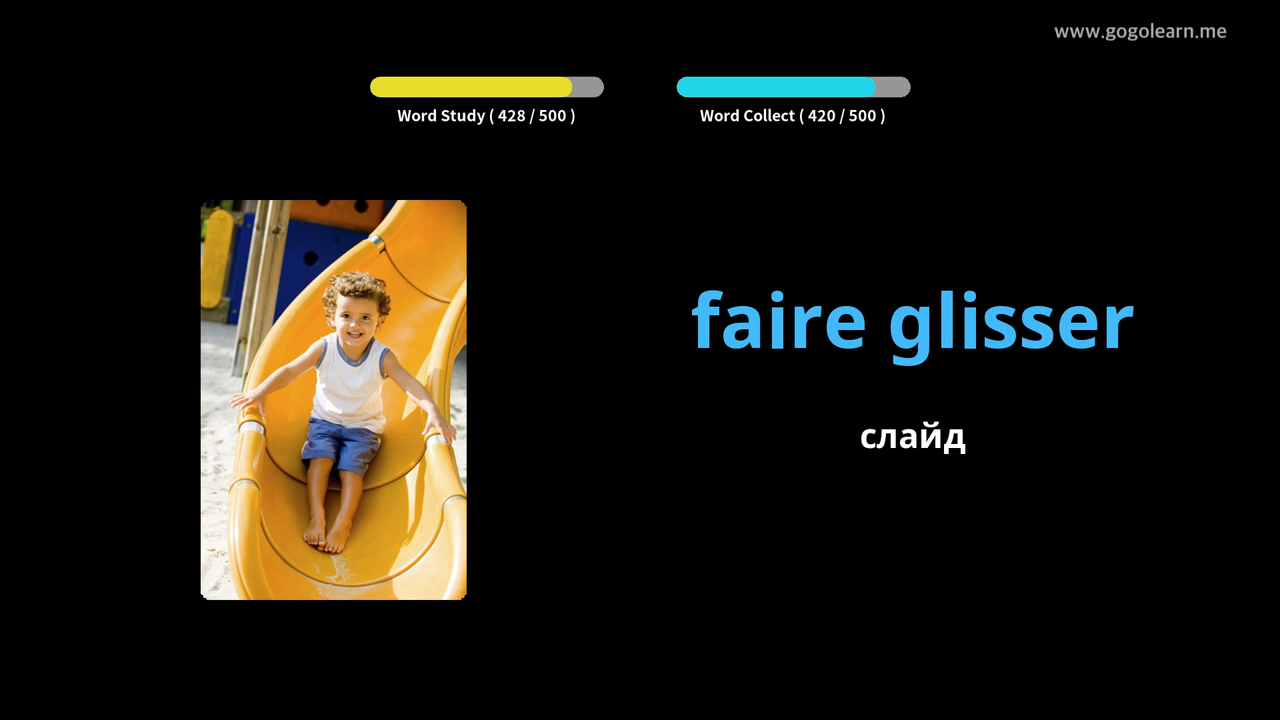 www.gogolearn.me
Word Study ( 428 / 500 )
Word Collect ( 420 / 500 )
faire glisser
слайд